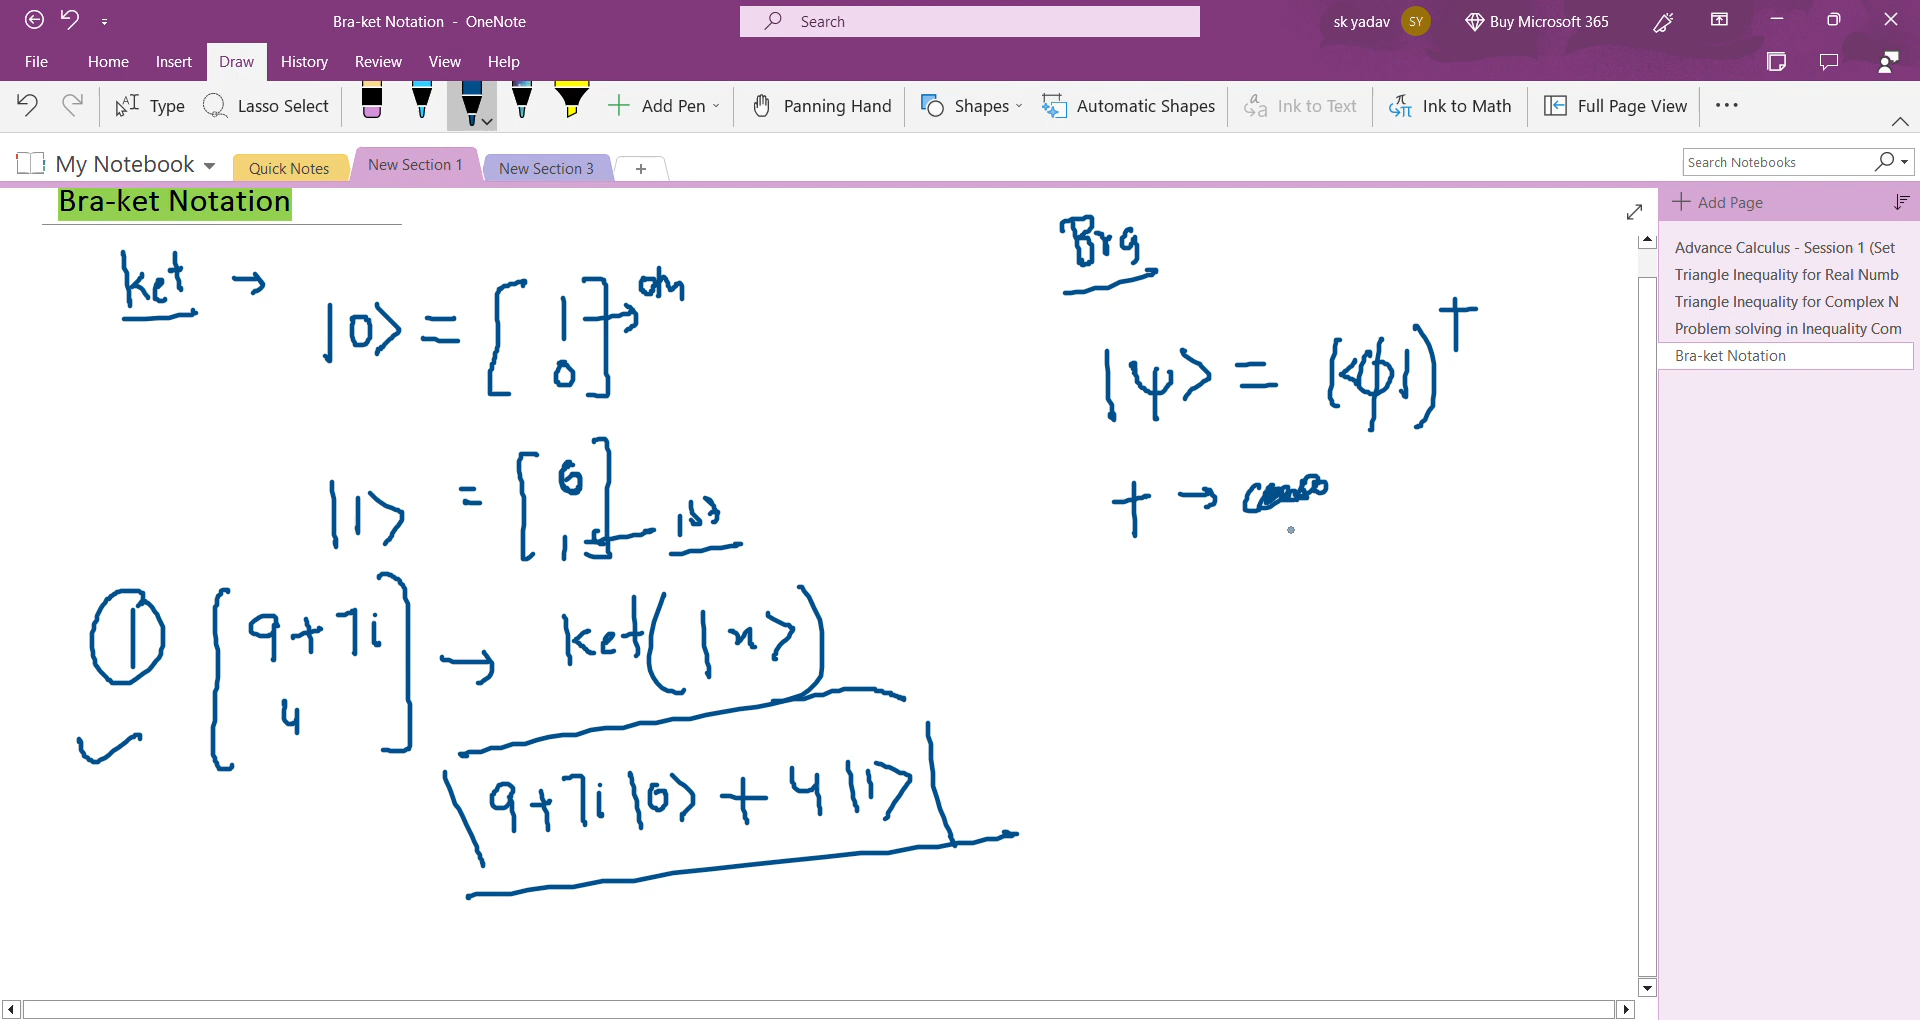 Bra-ket Notation - OneNote
Search
sk yadav SY
Buy Microsoft 365
File Home Insert Draw History Review View Help
Type Lasso Select Add Pen Panning Hand Shapes Automatic Shapes Ink to Text Ink to Math Full Page View
My Notebook Quick Notes New Section 1 New Section 3 +
Search Notebooks
Add Page
Advance Calculus - Session 1 (Set
Triangle Inequality for Real Numb
Triangle Inequality for Complex N
Problem solving in Inequality Com
Bra-ket Notation
Bra-ket Notation
ket →
|0> = [1 → 0th
0]
|1> = [0
1] 1st
① [9+7i
4] → ket(|x>)
9+7i|0> + 4|1>
Bra
|ψ> = (<ϕ|)†
† →